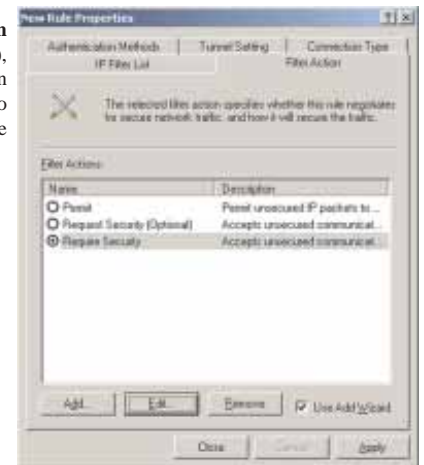 n
),
n
o
e
New Rule Properties
Authentication Methods
Tunnel Setting
Connection Type
IP Filter List
Filter Action
The selected filter action specifies whether this rule negotiates
for secure network traffic, and how it will secure the traffic.
Filter Actions:
Name
Description
Permit
Permit unsecured IP packets to ...
Request Security (Optional)
Accepts unsecured communicat...
Require Security
Accepts unsecured communicat...
Add...
Edit...
Remove
Use Add Wizard
Close
Cancel
Apply